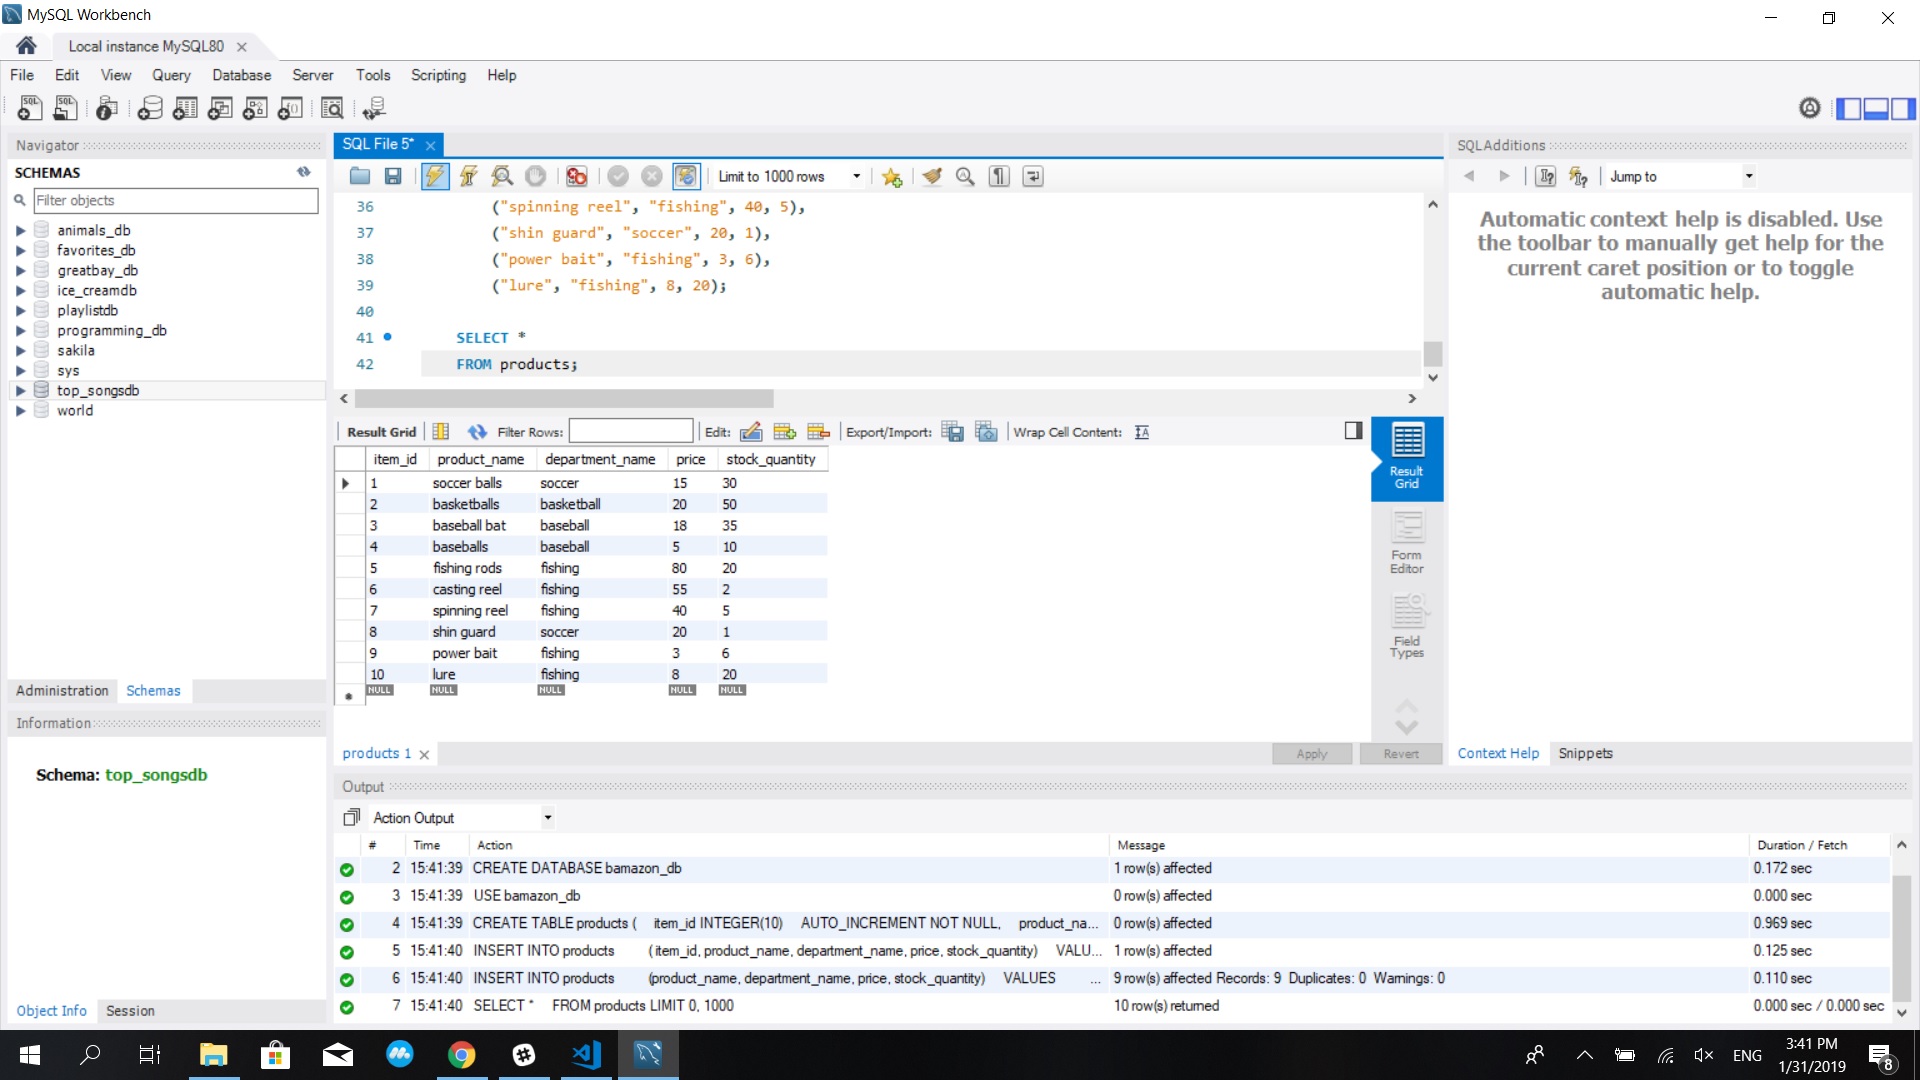 MySQL Workbench
Local instance MySQL80
File Edit View Query Database Server Tools Scripting Help
Navigator
SCHEMAS
Filter objects
animals_db
favorites_db
greatbay_db
ice_creamdb
playlistdb
programming_db
sakila
sys
top_songsdb
world
Administration Schemas
Information
Schema: top_songsdb
Object Info Session
SQL File 5*
Limit to 1000 rows
36 ("spinning reel", "fishing", 40, 5),
37 ("shin guard", "soccer", 20, 1),
38 ("power bait", "fishing", 3, 6),
39 ("lure", "fishing", 8, 20);
40
41 SELECT *
42 FROM products;
Result Grid Filter Rows: Edit: Export/Import: Wrap Cell Content:
item_id product_name department_name price stock_quantity
1 soccer balls soccer 15 30
2 basketballs basketball 20 50
3 baseball bat baseball 18 35
4 baseballs baseball 5 10
5 fishing rods fishing 80 20
6 casting reel fishing 55 2
7 spinning reel fishing 40 5
8 shin guard soccer 20 1
9 power bait fishing 3 6
10 lure fishing 8 20
NULL NULL NULL NULL NULL
Result
Grid
Form
Editor
Field
Types
products 1
Apply Revert
SQLAdditions
Jump to
Automatic context help is disabled. Use
the toolbar to manually get help for the
current caret position or to toggle
automatic help.
Context Help Snippets
Output
Action Output
# Time Action Message Duration / Fetch
2 15:41:39 CREATE DATABASE bamazon_db 1 row(s) affected 0.172 sec
3 15:41:39 USE bamazon_db 0 row(s) affected 0.000 sec
4 15:41:39 CREATE TABLE products ( item_id INTEGER(10) AUTO_INCREMENT NOT NULL, product_na... 0 row(s) affected 0.969 sec
5 15:41:40 INSERT INTO products (item_id, product_name, department_name, price, stock_quantity) VALU... 1 row(s) affected 0.125 sec
6 15:41:40 INSERT INTO products (product_name, department_name, price, stock_quantity) VALUES ... 9 row(s) affected Records: 9 Duplicates: 0 Warnings: 0 0.110 sec
7 15:41:40 SELECT * FROM products LIMIT 0, 1000 10 row(s) returned 0.000 sec / 0.000 sec
ENG
3:41 PM
1/31/2019
8